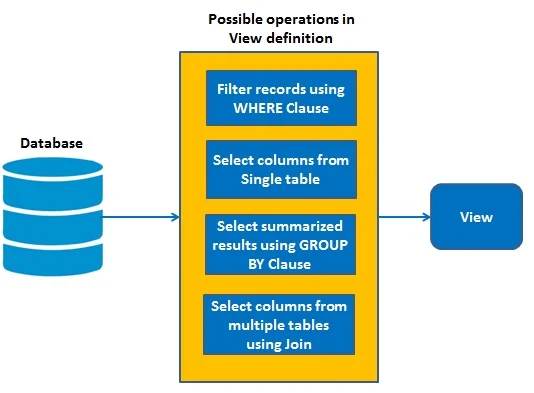 Possible operations in
View definition
Database
Filter records using
WHERE Clause
Select columns from
Single table
Select summarized
results using GROUP
BY Clause
Select columns from
multiple tables
using Join
View